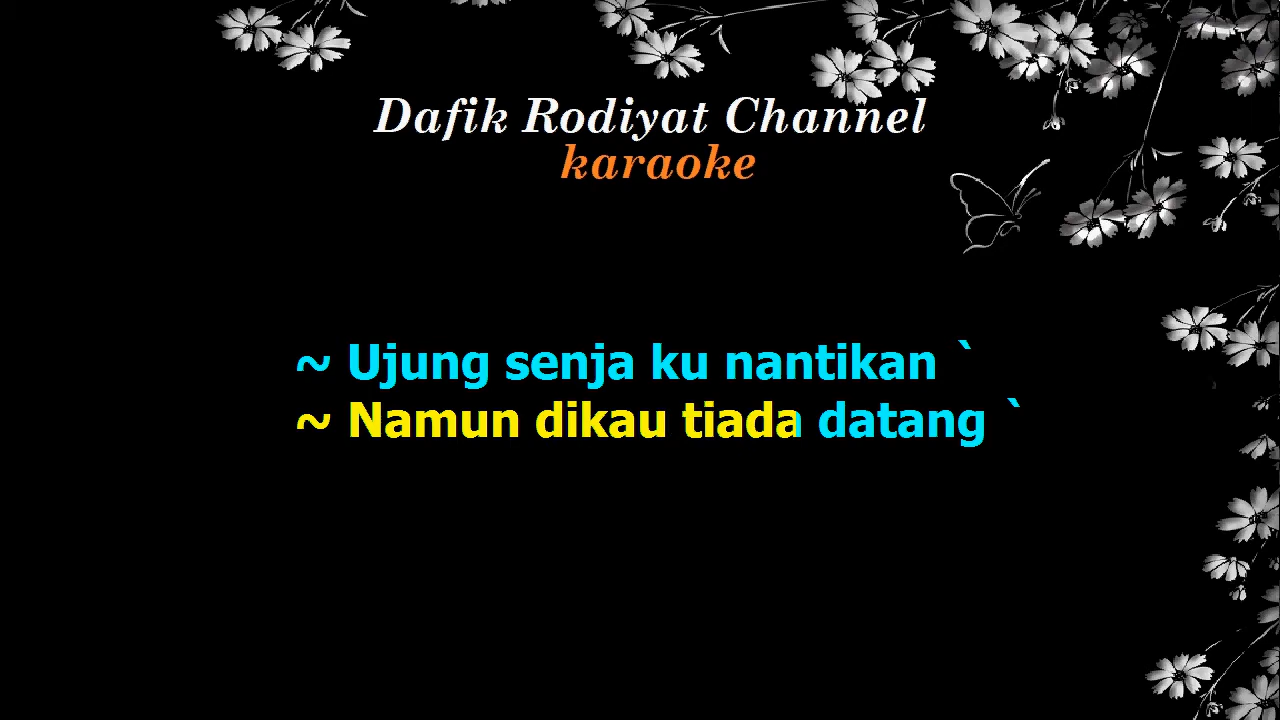 Dafik Rodiyat Channel
karaoke
~ Ujung senja ku nantikan `
~ Namun dikau tiada datang `